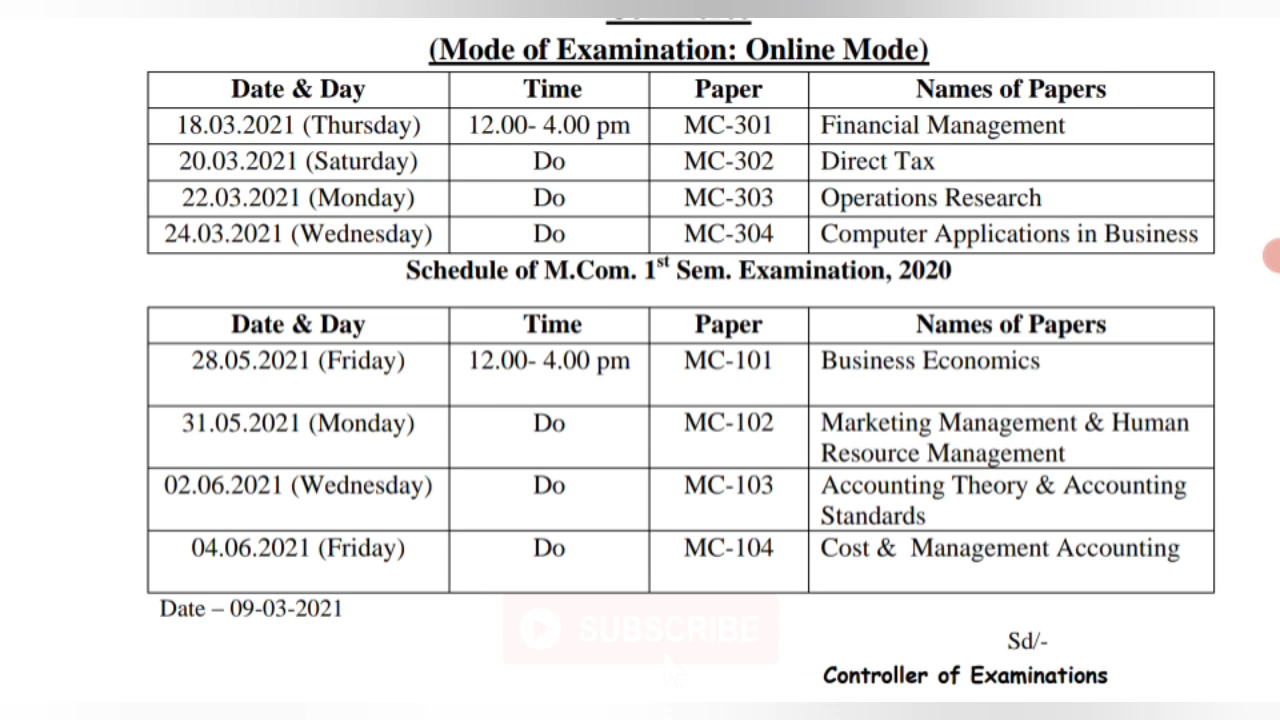 (Mode of Examination: Online Mode)
Date & Day Time Paper Names of Papers
18.03.2021 (Thursday) 12.00- 4.00 pm MC-301 Financial Management
20.03.2021 (Saturday) Do MC-302 Direct Tax
22.03.2021 (Monday) Do MC-303 Operations Research
24.03.2021 (Wednesday) Do MC-304 Computer Applications in Business
Schedule of M.Com. 1st Sem. Examination, 2020
Date & Day Time Paper Names of Papers
28.05.2021 (Friday) 12.00- 4.00 pm MC-101 Business Economics
31.05.2021 (Monday) Do MC-102 Marketing Management & Human
Resource Management
02.06.2021 (Wednesday) Do MC-103 Accounting Theory & Accounting
Standards
04.06.2021 (Friday) Do MC-104 Cost & Management Accounting
Date – 09-03-2021
SUBSCRIBE
Sd/-
Controller of Examinations